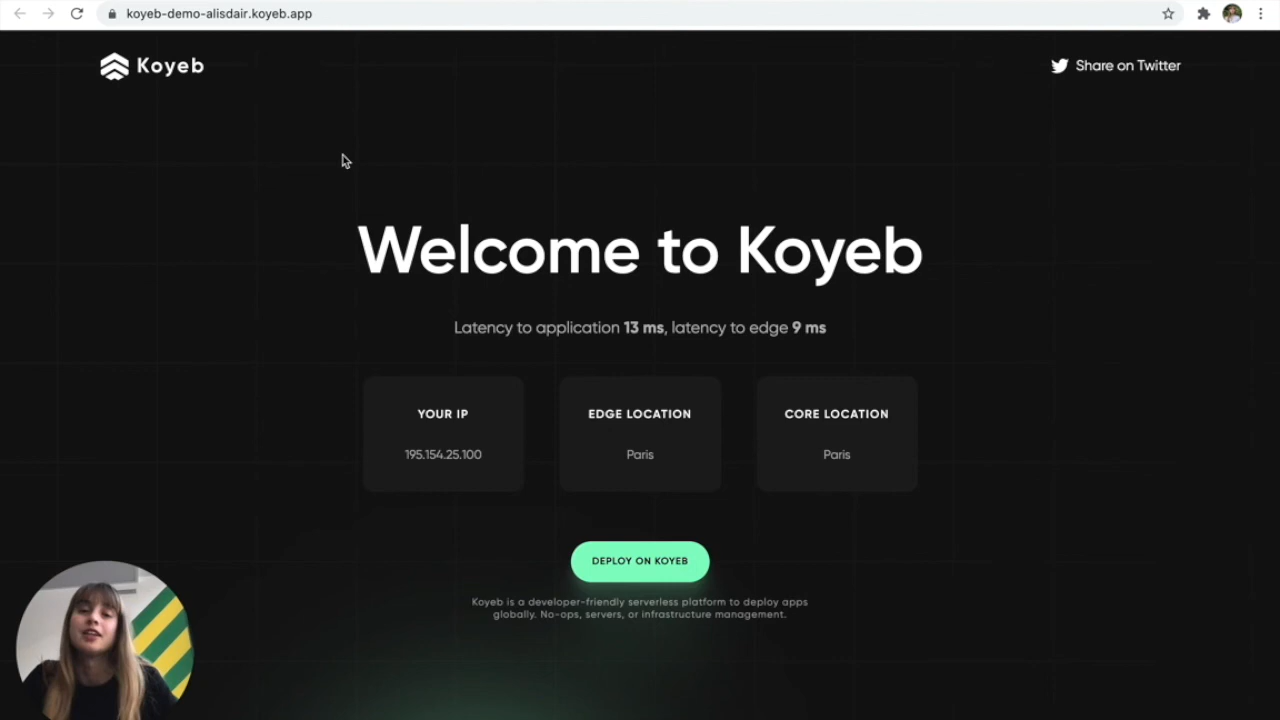 koyeb-demo-alisdair.koyeb.app
Koyeb
Share on Twitter
Welcome to Koyeb
Latency to application 13 ms, latency to edge 9 ms
YOUR IP
EDGE LOCATION
CORE LOCATION
195.154.25.100
Paris
Paris
DEPLOY ON KOYEB
Koyeb is a developer-friendly serverless platform to deploy apps
globally. No-ops, servers, or infrastructure management.